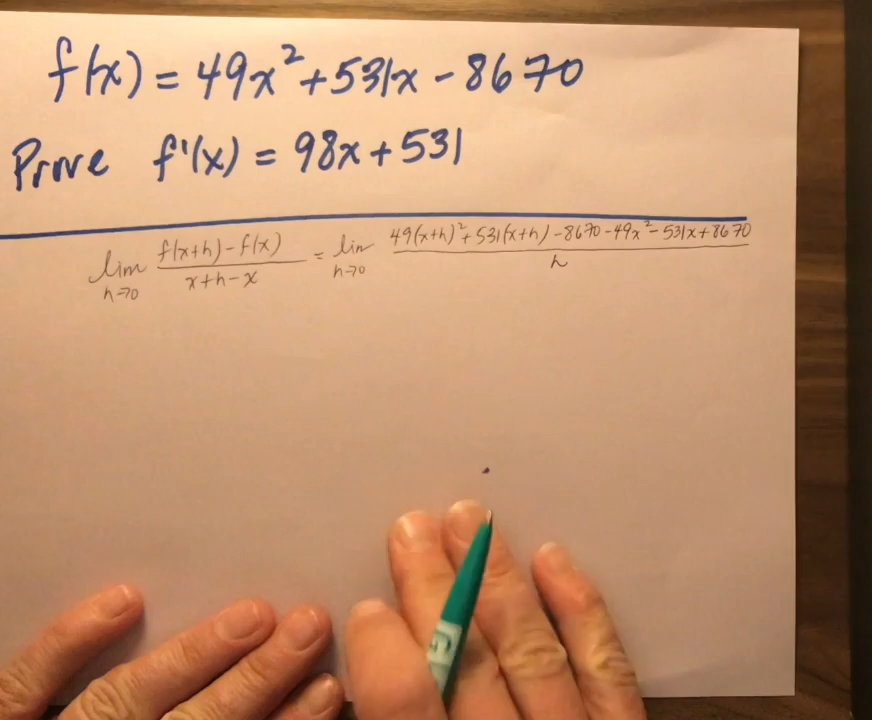 f(x) = 49x² + 531x - 8670
Prove f'(x) = 98x + 531
lim h→0 f(x+h) - f(x) / x+h-x = lim h→0 49(x+h)² + 531(x+h) - 8670 - 49x² - 531x + 8670 / h